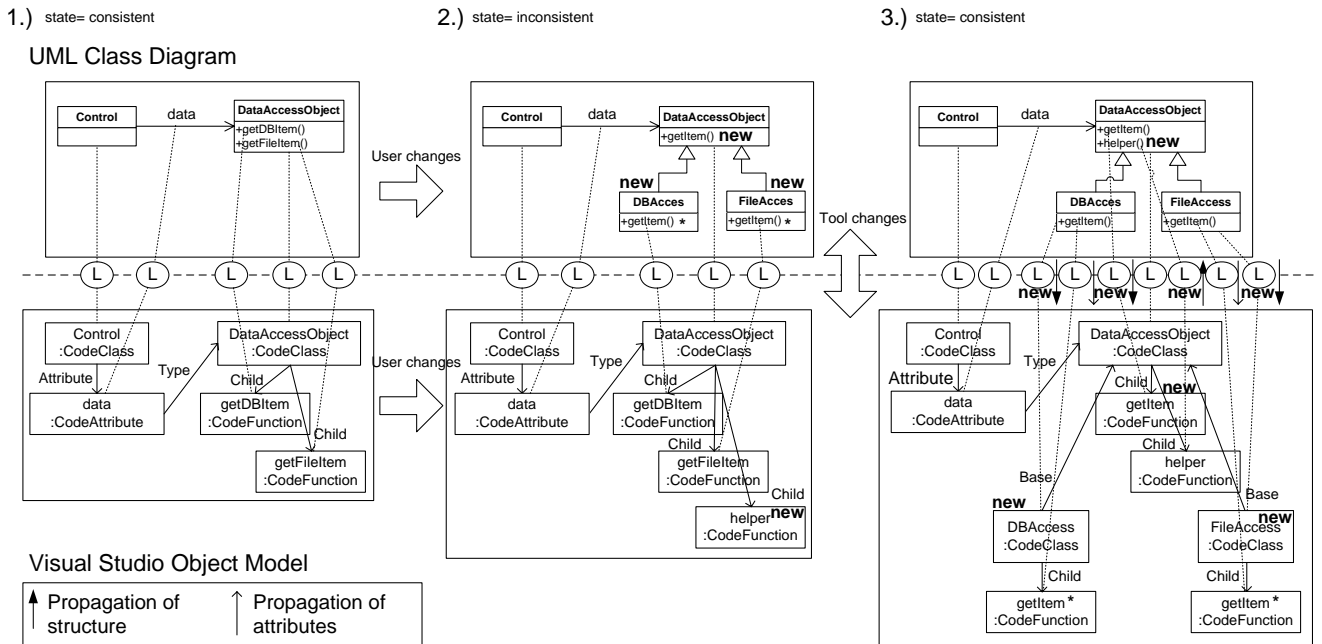 1.) state= consistent
UML Class Diagram
Control
data
DataAccessObject
+getDBItem()
+getFileItem()
L L L L L
Control
:CodeClass
Attribute
data
:CodeAttribute
Type
DataAccessObject
:CodeClass
Child
getDBItem
:CodeFunction
Child
getFileItem
:CodeFunction
User changes
User changes
2.) state= inconsistent
Control
data
DataAccessObject
+getItem() new
new
DBAcces
+getItem() *
new
FileAcces
+getItem() *
L L L L L
Control
:CodeClass
Attribute
data
:CodeAttribute
Type
DataAccessObject
:CodeClass
Child
getDBItem
:CodeFunction
Child
getFileItem
:CodeFunction
Child
new
helper
:CodeFunction
Tool changes
3.) state= consistent
Control
data
DataAccessObject
+getItem()
+helper() new
DBAcces
+getItem()
FileAccess
+getItem()
L L L L L L L L L
new new new new
Control
:CodeClass
Attribute
data
:CodeAttribute
Type
DataAccessObject
:CodeClass
Child
new
getItem
:CodeFunction
Child
helper
:CodeFunction
Base
Base
new
DBAccess
:CodeClass
new
FileAccess
:CodeClass
Child
Child
getItem *
:CodeFunction
getItem *
:CodeFunction
Visual Studio Object Model
Propagation of
structure
Propagation of
attributes